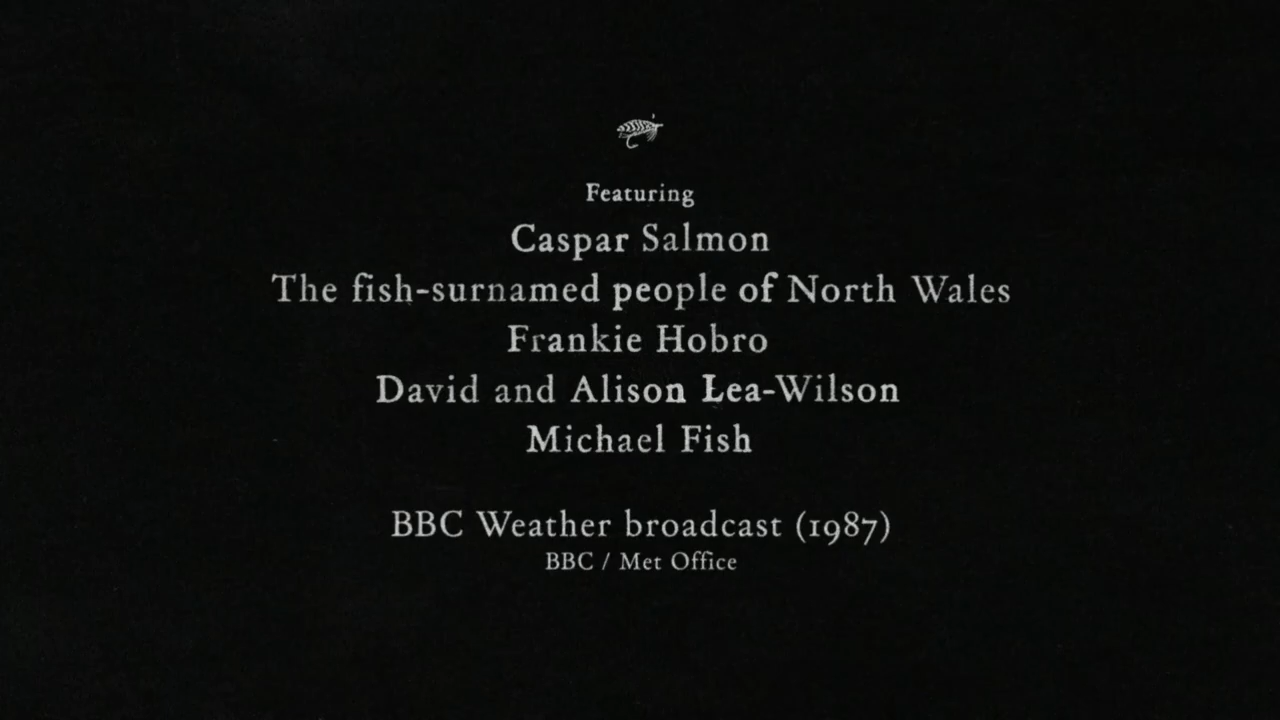 Featuring
Caspar Salmon
The fish-surnamed people of North Wales
Frankie Hobro
David and Alison Lea-Wilson
Michael Fish
BBC Weather broadcast (1987)
BBC / Met Office